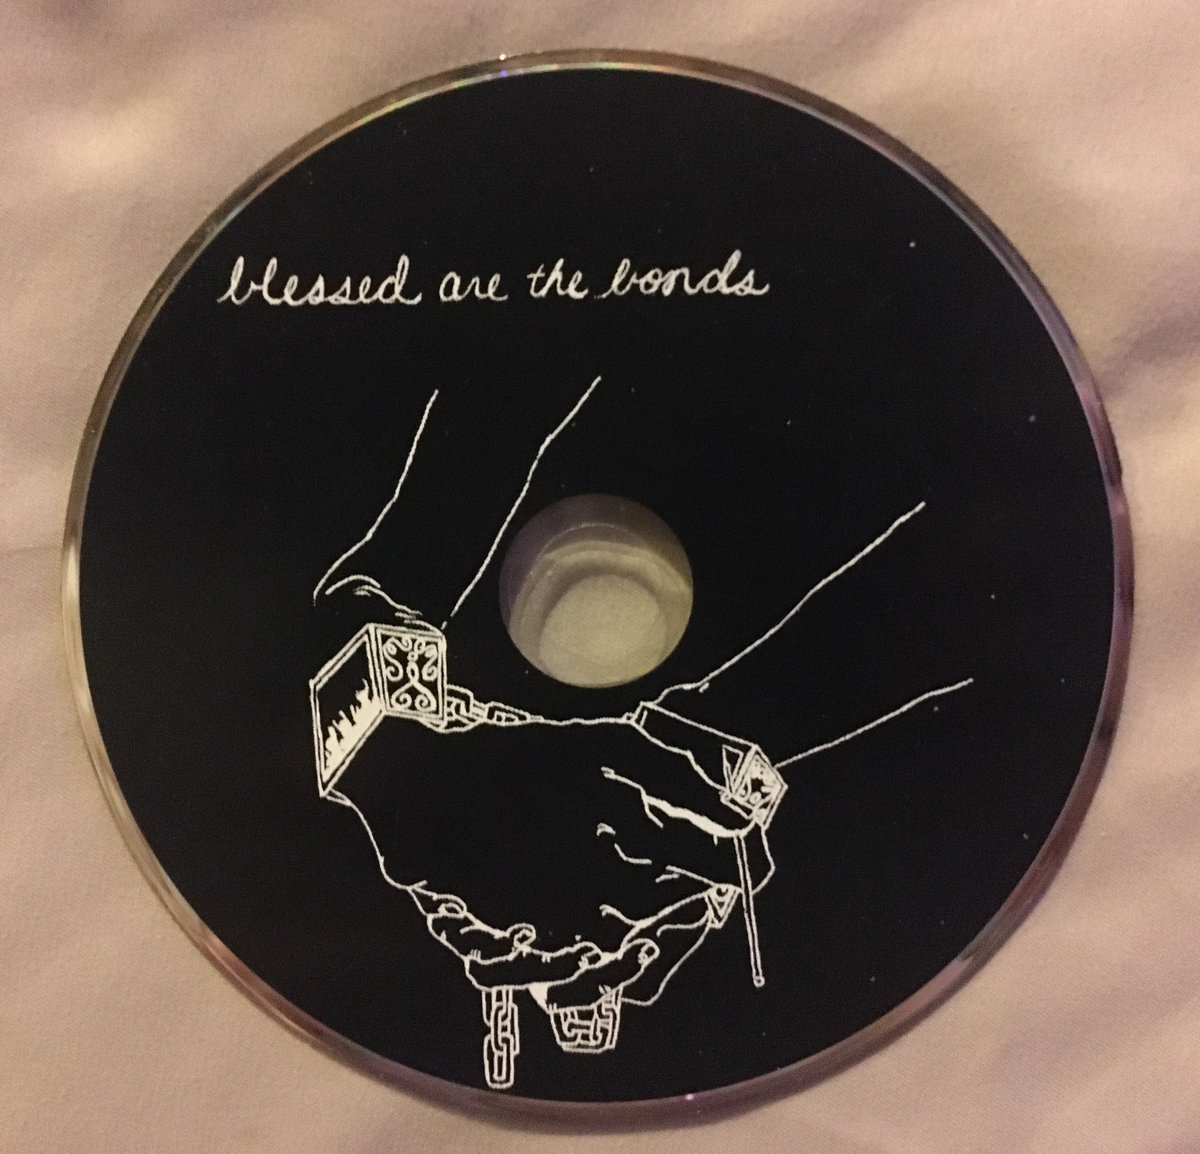 blessed are the bonds